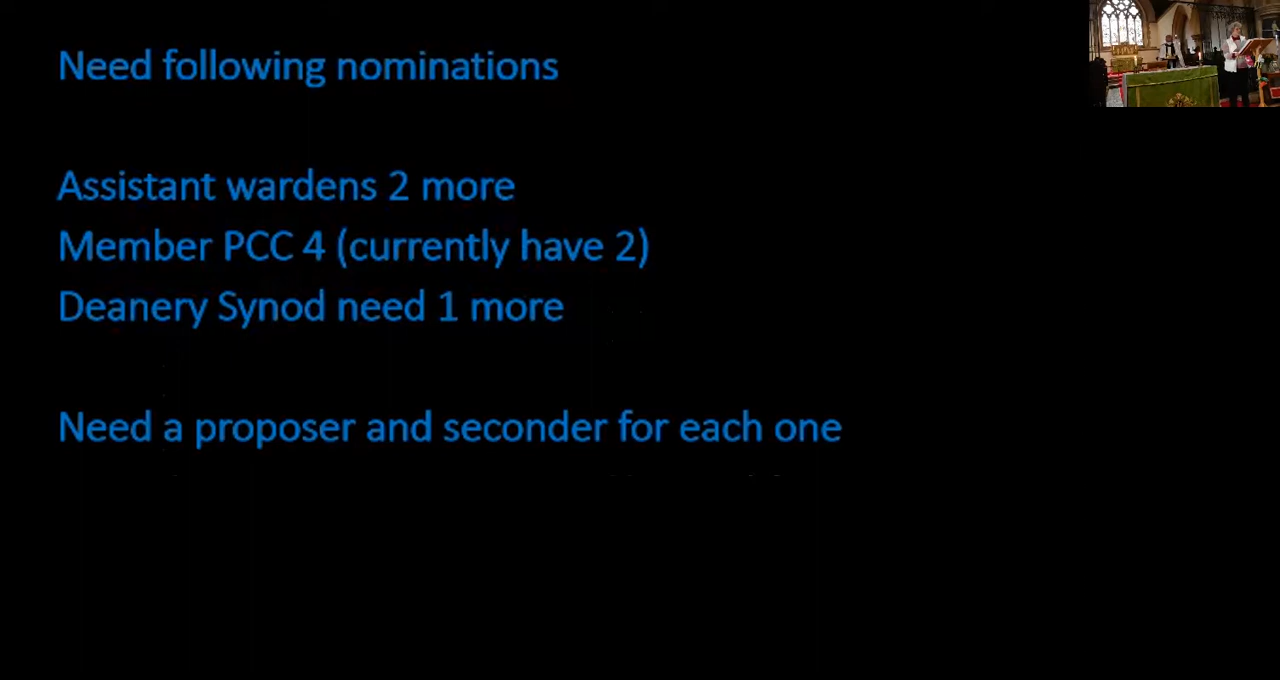 Need following nominations
Assistant wardens 2 more
Member PCC 4 (currently have 2)
Deanery Synod need 1 more
Need a proposer and seconder for each one